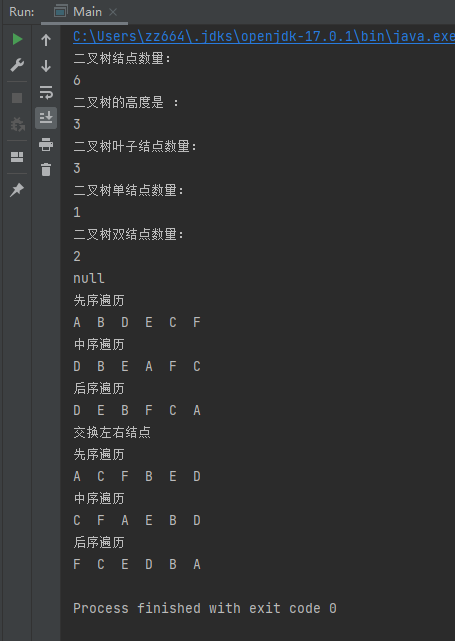 Run: Main ×
C:\Users\zz664\.jdks\openjdk-17.0.1\bin\java.exe
二叉树结点数量:
6
二叉树的高度是 :
3
二叉树叶子结点数量:
3
二叉树单结点数量:
1
二叉树双结点数量:
2
null
先序遍历
A B D E C F
中序遍历
D B E A F C
后序遍历
D E B F C A
交换左右结点
先序遍历
A C F B E D
中序遍历
C F A E B D
后序遍历
F C E D B A
Process finished with exit code 0